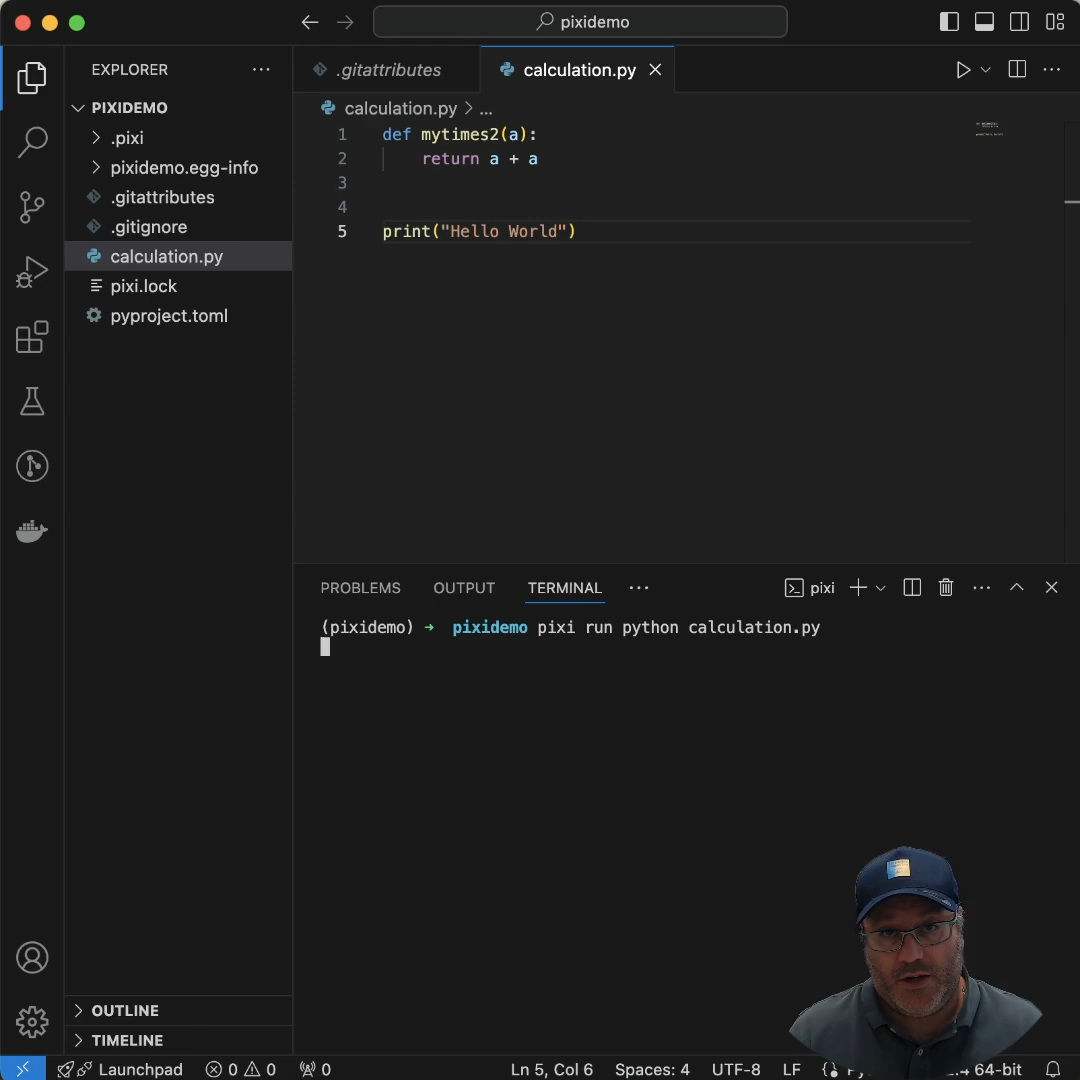 pixidemo
EXPLORER
PIXIDEMO
.pixi
pixidemo.egg-info
.gitattributes
.gitignore
calculation.py
pixi.lock
pyproject.toml
OUTLINE
TIMELINE
.gitattributes
calculation.py
calculation.py > ...
1 def mytimes2(a):
2 return a + a
3
4
5 print("Hello World")
PROBLEMS OUTPUT TERMINAL ··· pixi
(pixidemo) → pixidemo pixi run python calculation.py
Launchpad 0 0 0 Ln 5, Col 6 Spaces: 4 UTF-8 LF 64-bit